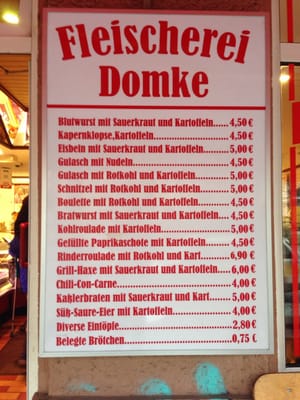 Fleischerei
Domke
Blutwurst mit Sauerkraut und Kartoffeln......4,50 €
Kapernklopse,Kartoffeln.........................4,50 €
Eisbein mit Sauerkraut und Kartoffeln........5,00 €
Gulasch mit Nudeln...............................4,50 €
Gulasch mit Rotkohl und Kartoffeln...........5,00 €
Schnitzel mit Rotkohl und Kartoffeln..........5,00 €
Boulette mit Rotkohl und Kartoffeln............4,50 €
Bratwurst mit Sauerkraut und Kartoffeln....4,50 €
Kohlroulade mit Kartoffeln.......................5,00 €
Gefüllte Paprikaschote mit Kartoffeln.........4,50 €
Rinderroulade mit Rotkohl und Kart.........6,90 €
Grill-Haxe mit Sauerkraut und Kartoffeln....6,00 €
Chili-Con-Carne......................................4,00 €
Kaßlerbraten mit Sauerkraut und Kart.......5,00 €
Süß-Saure-Eier mit Kartoffeln...................4,00 €
Diverse Eintöpfe......................................2,80 €
Belegte Brötchen.....................................0,75 €